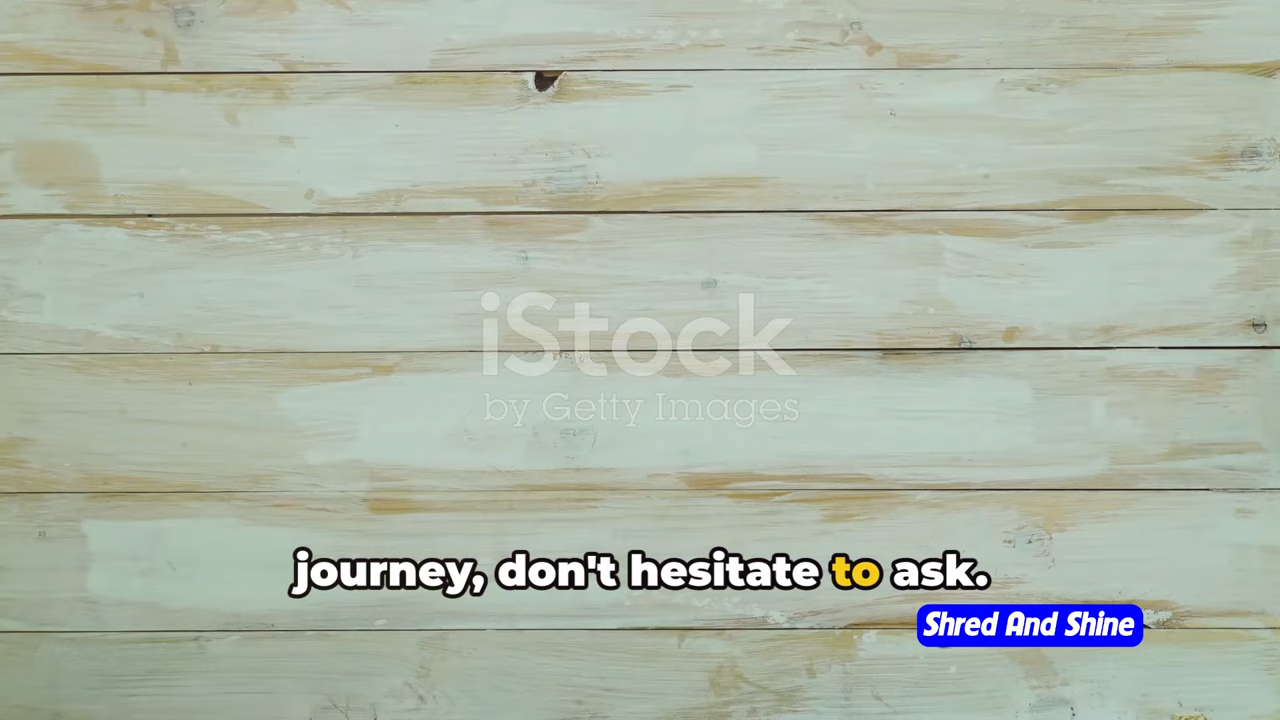 iStock
by Getty Images
journey, don't hesitate to ask.
Shred And Shine